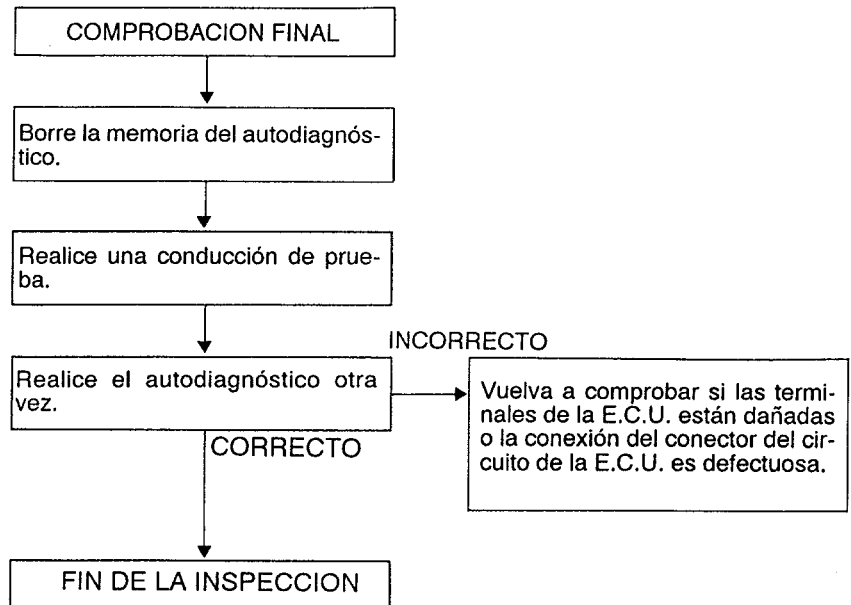 COMPROBACION FINAL
Borre la memoria del autodiagnós-
tico.
Realice una conducción de prue-
ba.
INCORRECTO
Realice el autodiagnóstico otra
vez.
Vuelva a comprobar si las termi-
nales de la E.C.U. están dañadas
o la conexión del conector del cir-
cuito de la E.C.U. es defectuosa.
CORRECTO
FIN DE LA INSPECCION